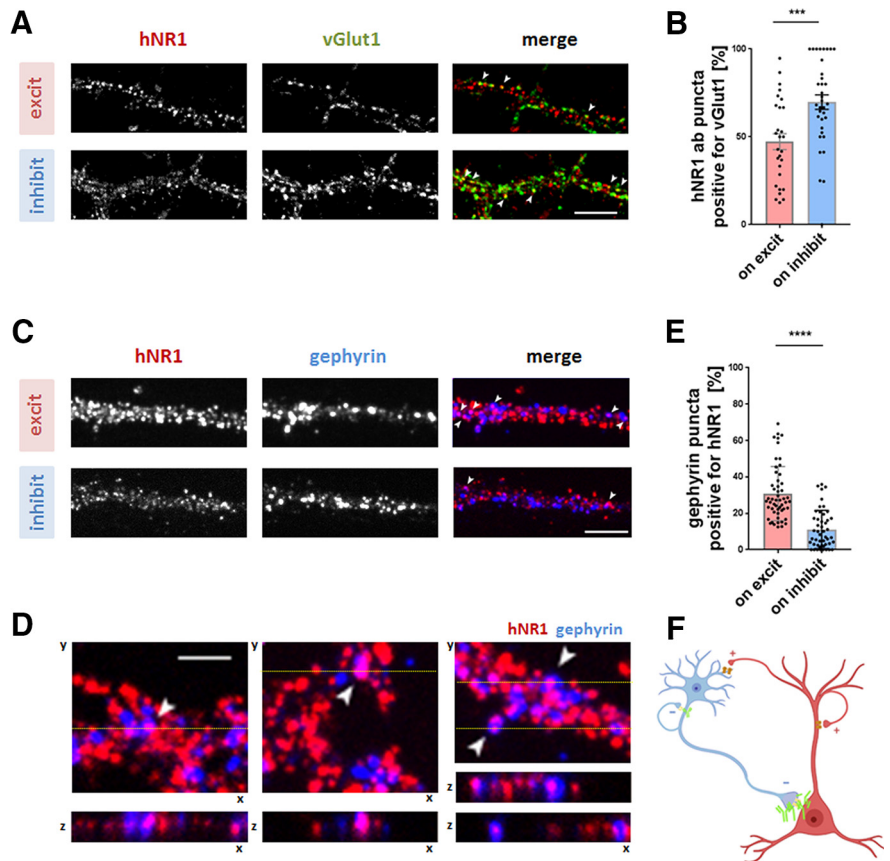 A
hNR1 vGlut1 merge
excit
inhibit
B
***
hNR1 ab puncta
positive for vGlut1 [%]
100
50
0
on excit
on inhibit
C
hNR1 gephyrin merge
excit
inhibit
E
****
gephyrin puncta
positive for hNR1 [%]
100
80
60
40
20
0
on excit
on inhibit
D
hNR1 gephyrin
y y y
x x x
z z z
z
x x x
F
+
+
-
-